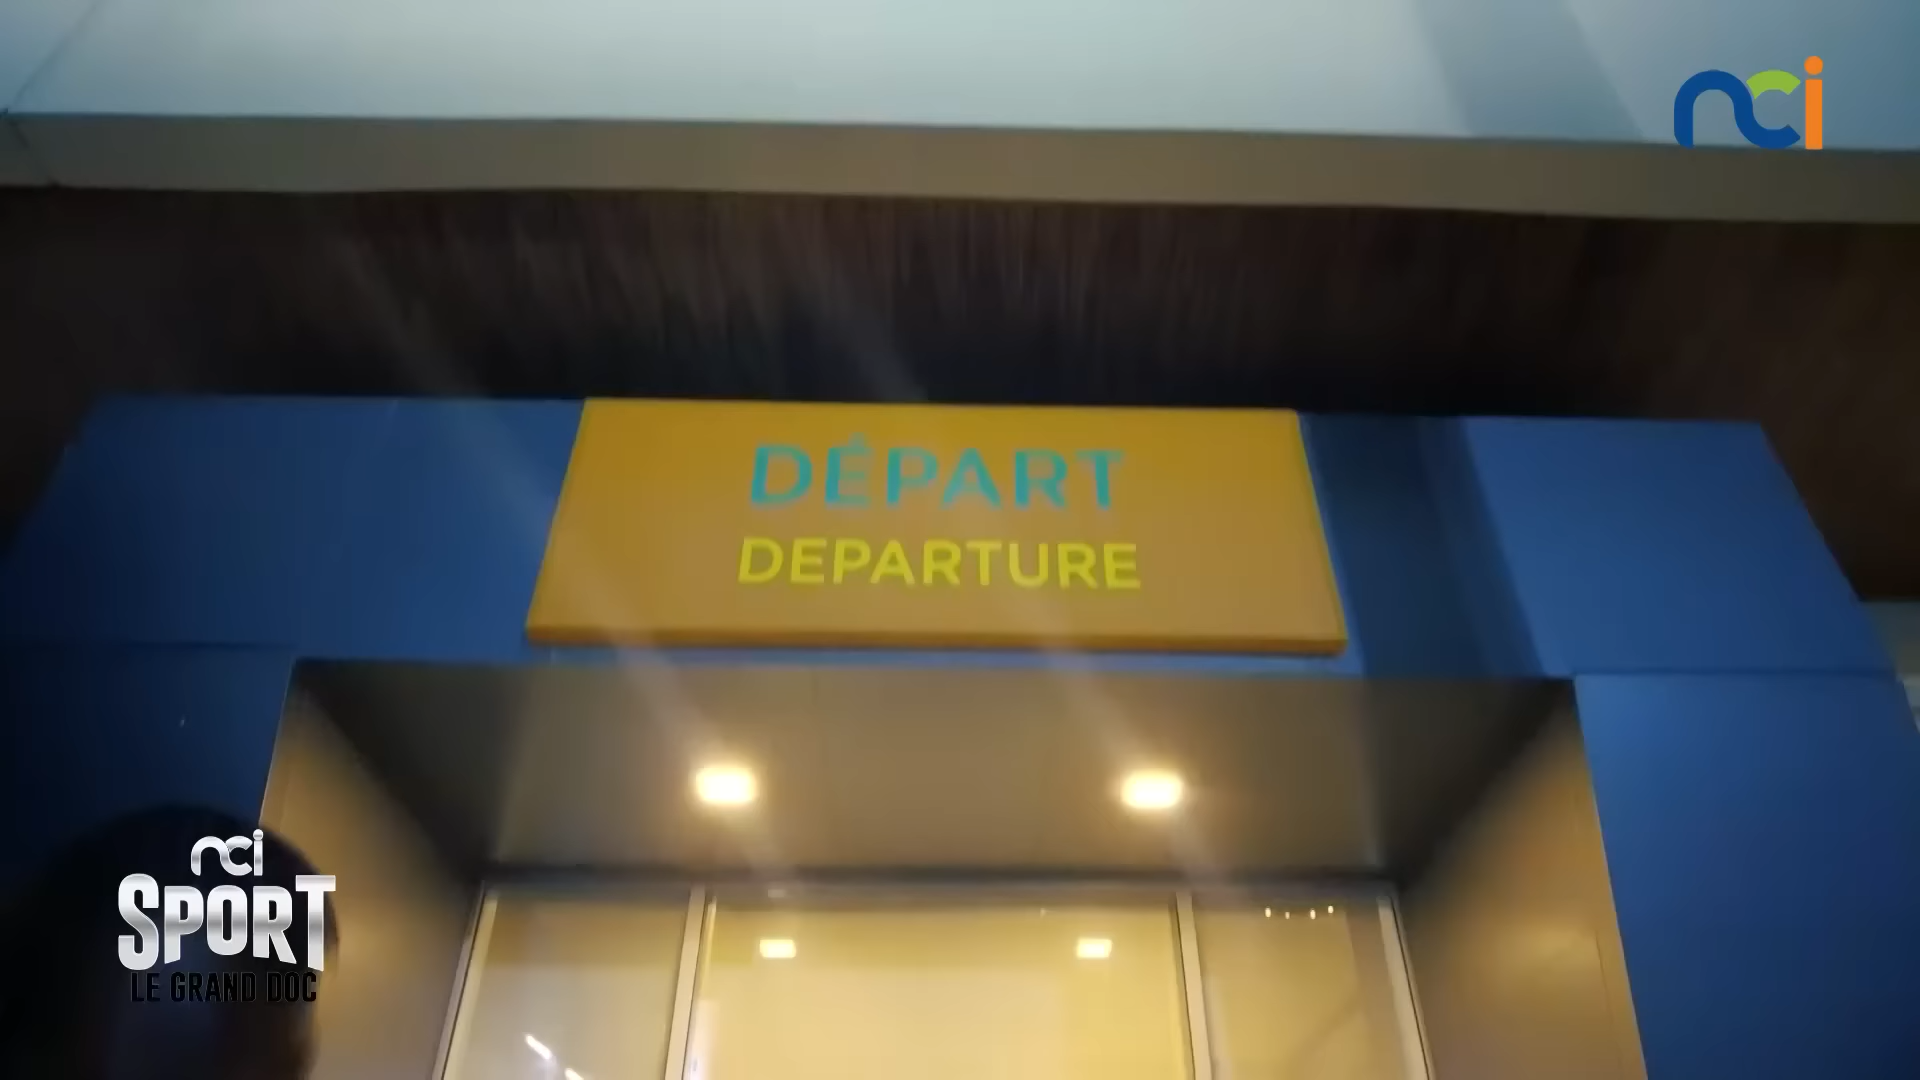 nci
DÉPART
DEPARTURE
nci
SPORT
LE GRAND DOC